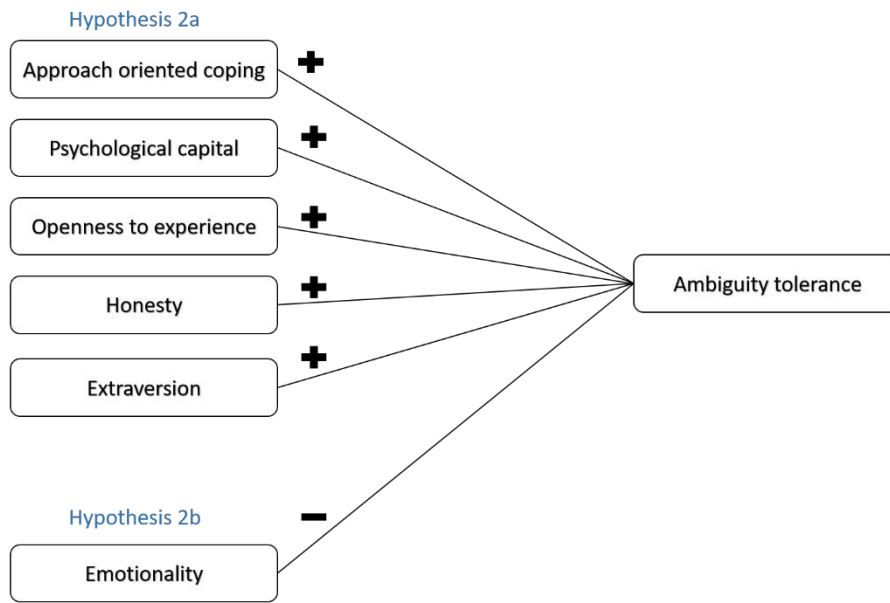 Hypothesis 2a
Approach oriented coping
+
Psychological capital
+
Openness to experience
+
Honesty
+
Extraversion
+
Ambiguity tolerance
Hypothesis 2b
−
Emotionality